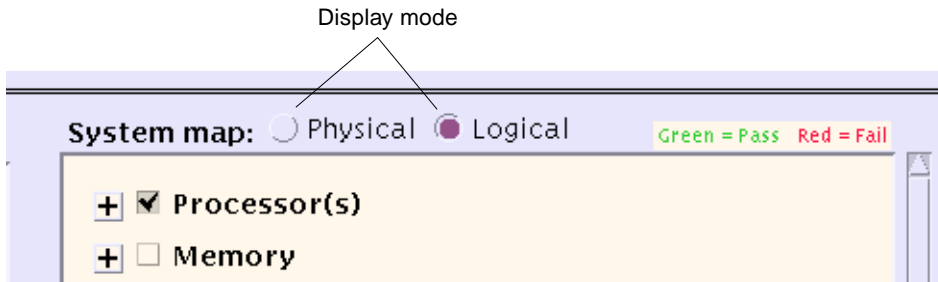 Display mode
System map: Physical Logical
Green = Pass Red = Fail
Processor(s)
Memory